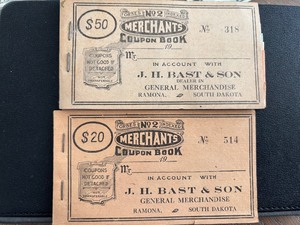 $50
No 2
MERCHANTS
COUPON BOOK
No 318
19
COUPONS
NOT GOOD IF
DETACHED
M
IN ACCOUNT WITH
J. H. BAST & SON
DEALER IN
GENERAL MERCHANDISE
RAMONA, SOUTH DAKOTA
$20
No 2
MERCHANTS
COUPON BOOK
No 514
19
COUPONS
NOT GOOD IF
DETACHED
M
IN ACCOUNT WITH
J. H. BAST & SON
GENERAL MERCHANDISE
RAMONA, SOUTH DAKOTA